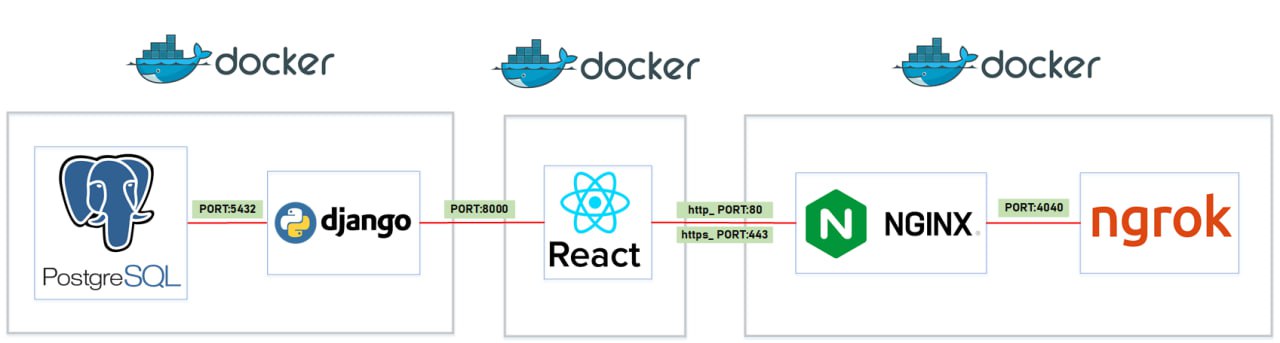 docker
docker
docker
PostgreSQL
PORT:5432
django
PORT:8000
React
http_ PORT:80
https_ PORT:443
N
NGINX
PORT:4040
ngrok